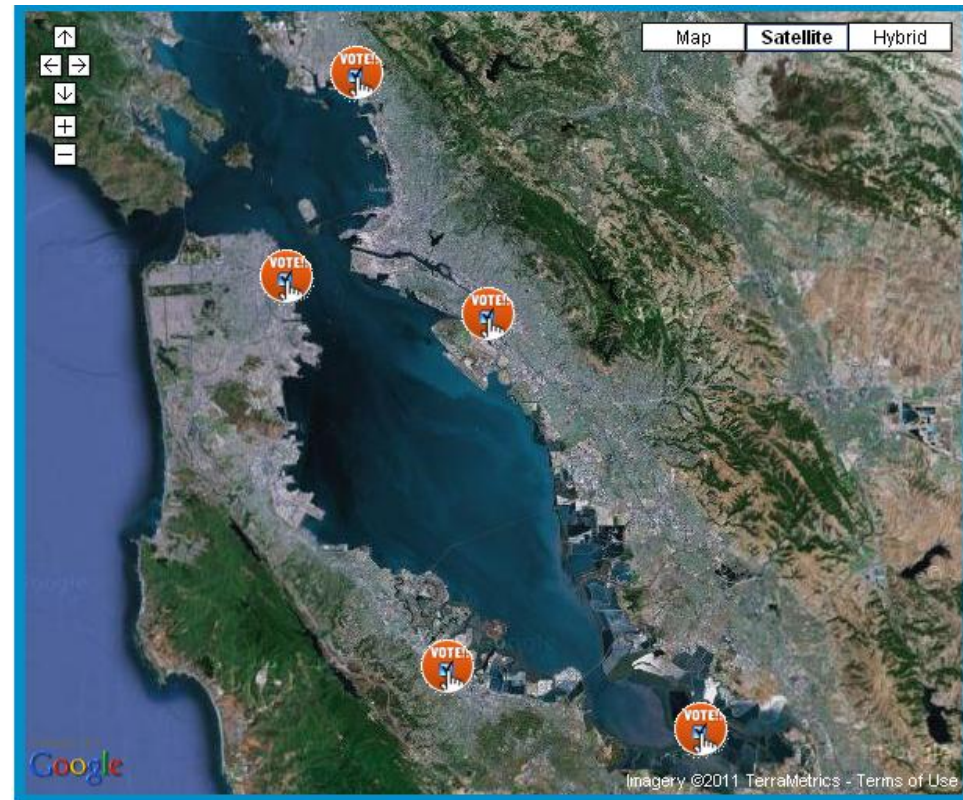 Map
Satellite
Hybrid
VOTE!
VOTE!
VOTE!
VOTE!
VOTE!
Google
Imagery ©2011 TerraMetrics - Terms of Use